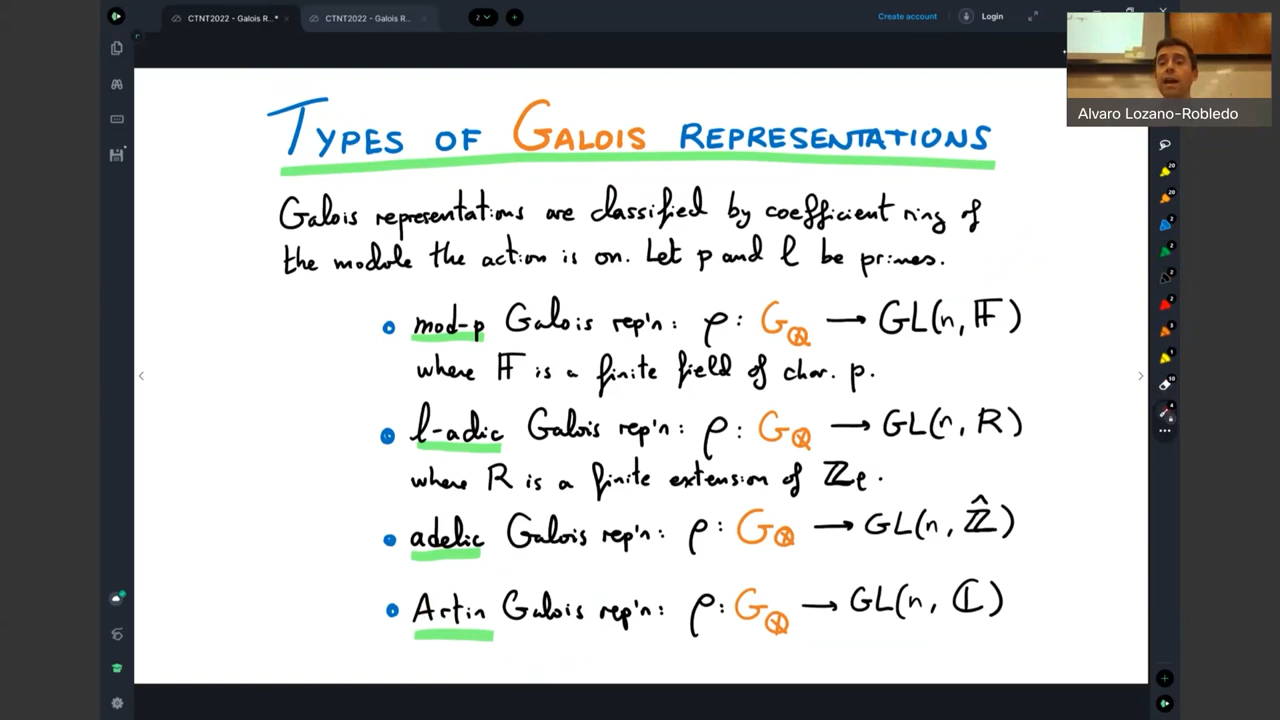 CTNT2022 - Galois R...*
CTNT2022 - Galois R...
2
Create account
Login
Alvaro Lozano-Robledo
TYPES OF GALOIS REPRESENTATIONS
Galois representations are classified by coefficient ring of
the module the action is on. Let p and ℓ be primes.
• mod-p Galois rep'n: ρ: G_ℚ → GL(n, 𝔽)
where 𝔽 is a finite field of char. p.
• ℓ-adic Galois rep'n: ρ: G_ℚ → GL(n, R)
where R is a finite extension of ℤ_ℓ.
• adelic Galois rep'n: ρ: G_ℚ → GL(n, ℤ̂)
• Artin Galois rep'n: ρ: G_ℚ → GL(n, ℂ)